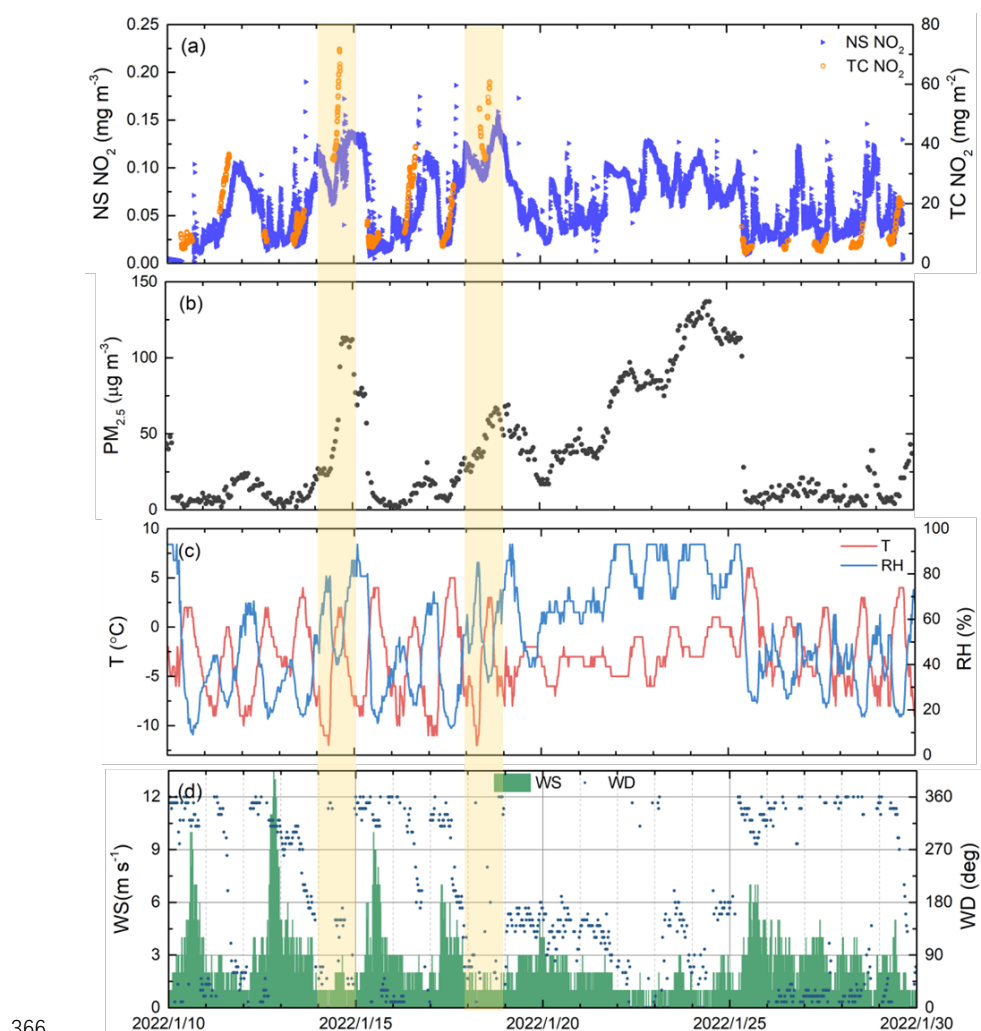 (a)
NS NO2
TC NO2
NS NO2 (mg m-3)
0.25
0.20
0.15
0.10
0.05
0.00
80
60
40
20
0
TC NO2 (mg m-2)
(b)
PM2.5 (μg m-3)
150
100
50
0
(c)
T
RH
T (°C)
10
5
0
-5
-10
100
80
60
40
20
0
RH (%)
(d)
WS WD
WS(m s-1)
12
9
6
3
0
360
270
180
90
0
WD (deg)
2022/1/10 2022/1/15 2022/1/20 2022/1/25 2022/1/30
366